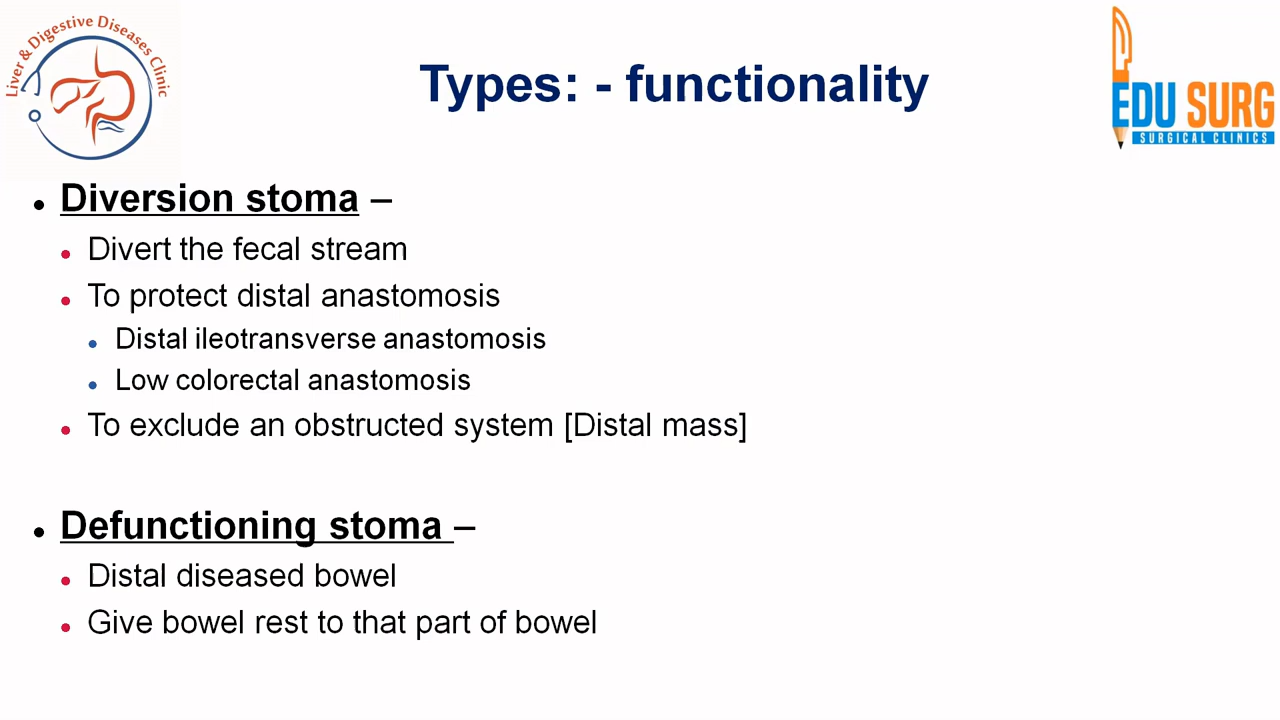 Liver & Digestive Diseases Clinic
Types: - functionality
EDU SURG
SURGICAL CLINICS
Diversion stoma –
Divert the fecal stream
To protect distal anastomosis
Distal ileotransverse anastomosis
Low colorectal anastomosis
To exclude an obstructed system [Distal mass]
Defunctioning stoma –
Distal diseased bowel
Give bowel rest to that part of bowel